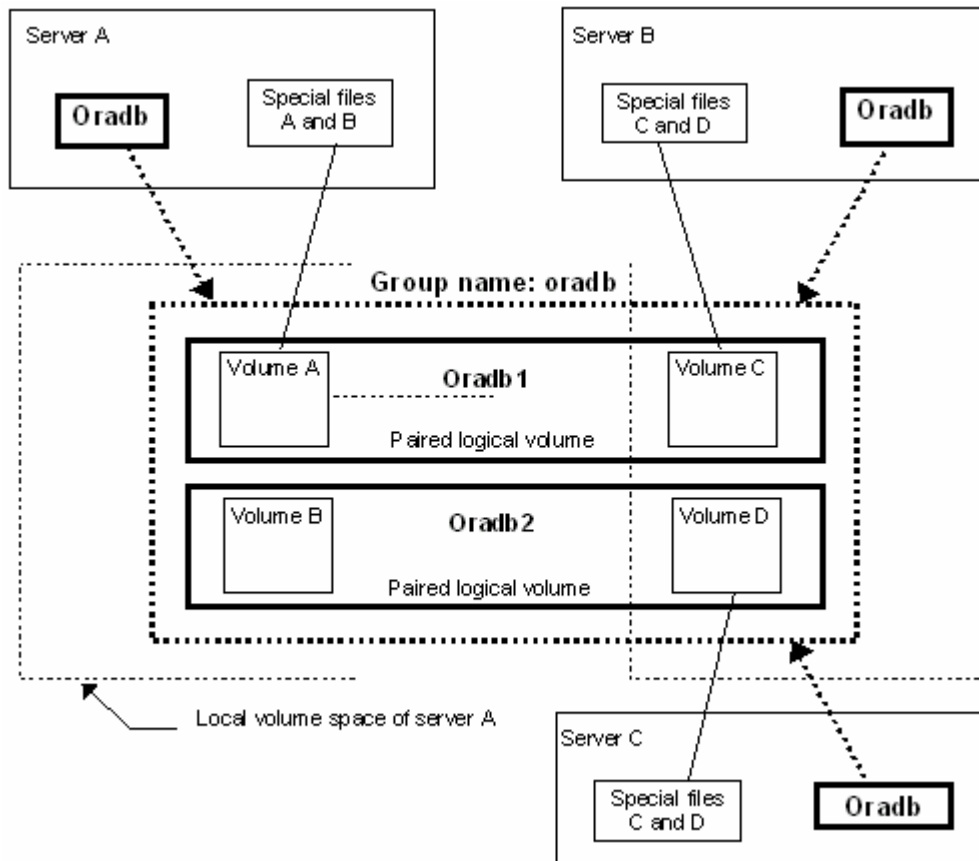 Server A
Oradb
Special files
A and B
Server B
Special files
C and D
Oradb
Group name: oradb
Volume A
Oradb1
Volume C
Paired logical volume
Volume B
Oradb2
Volume D
Paired logical volume
Local volume space of server A
Server C
Special files
C and D
Oradb